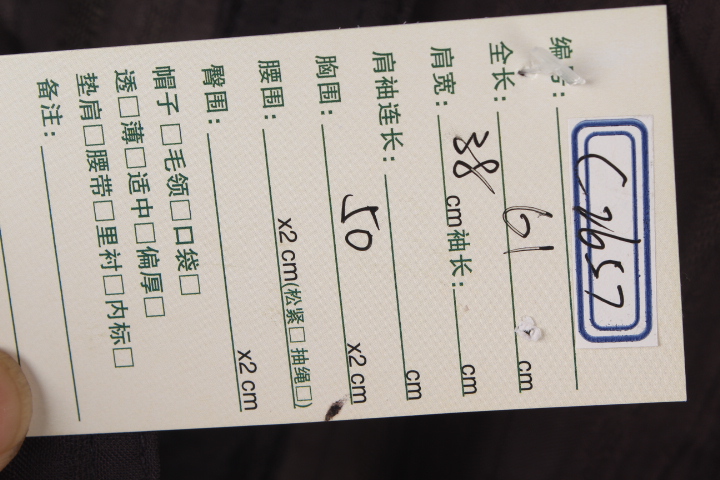 编号: C2657
全长: 61 cm
肩宽: 38 cm 袖长: cm
肩袖连长: cm
胸围: 50 x2 cm
腰围: x2 cm(松紧□ 抽绳□)
臀围: x2 cm
帽子□毛领□口袋□
透□薄□适中□偏厚□
垫肩□腰带□里衬□内标□
备注: